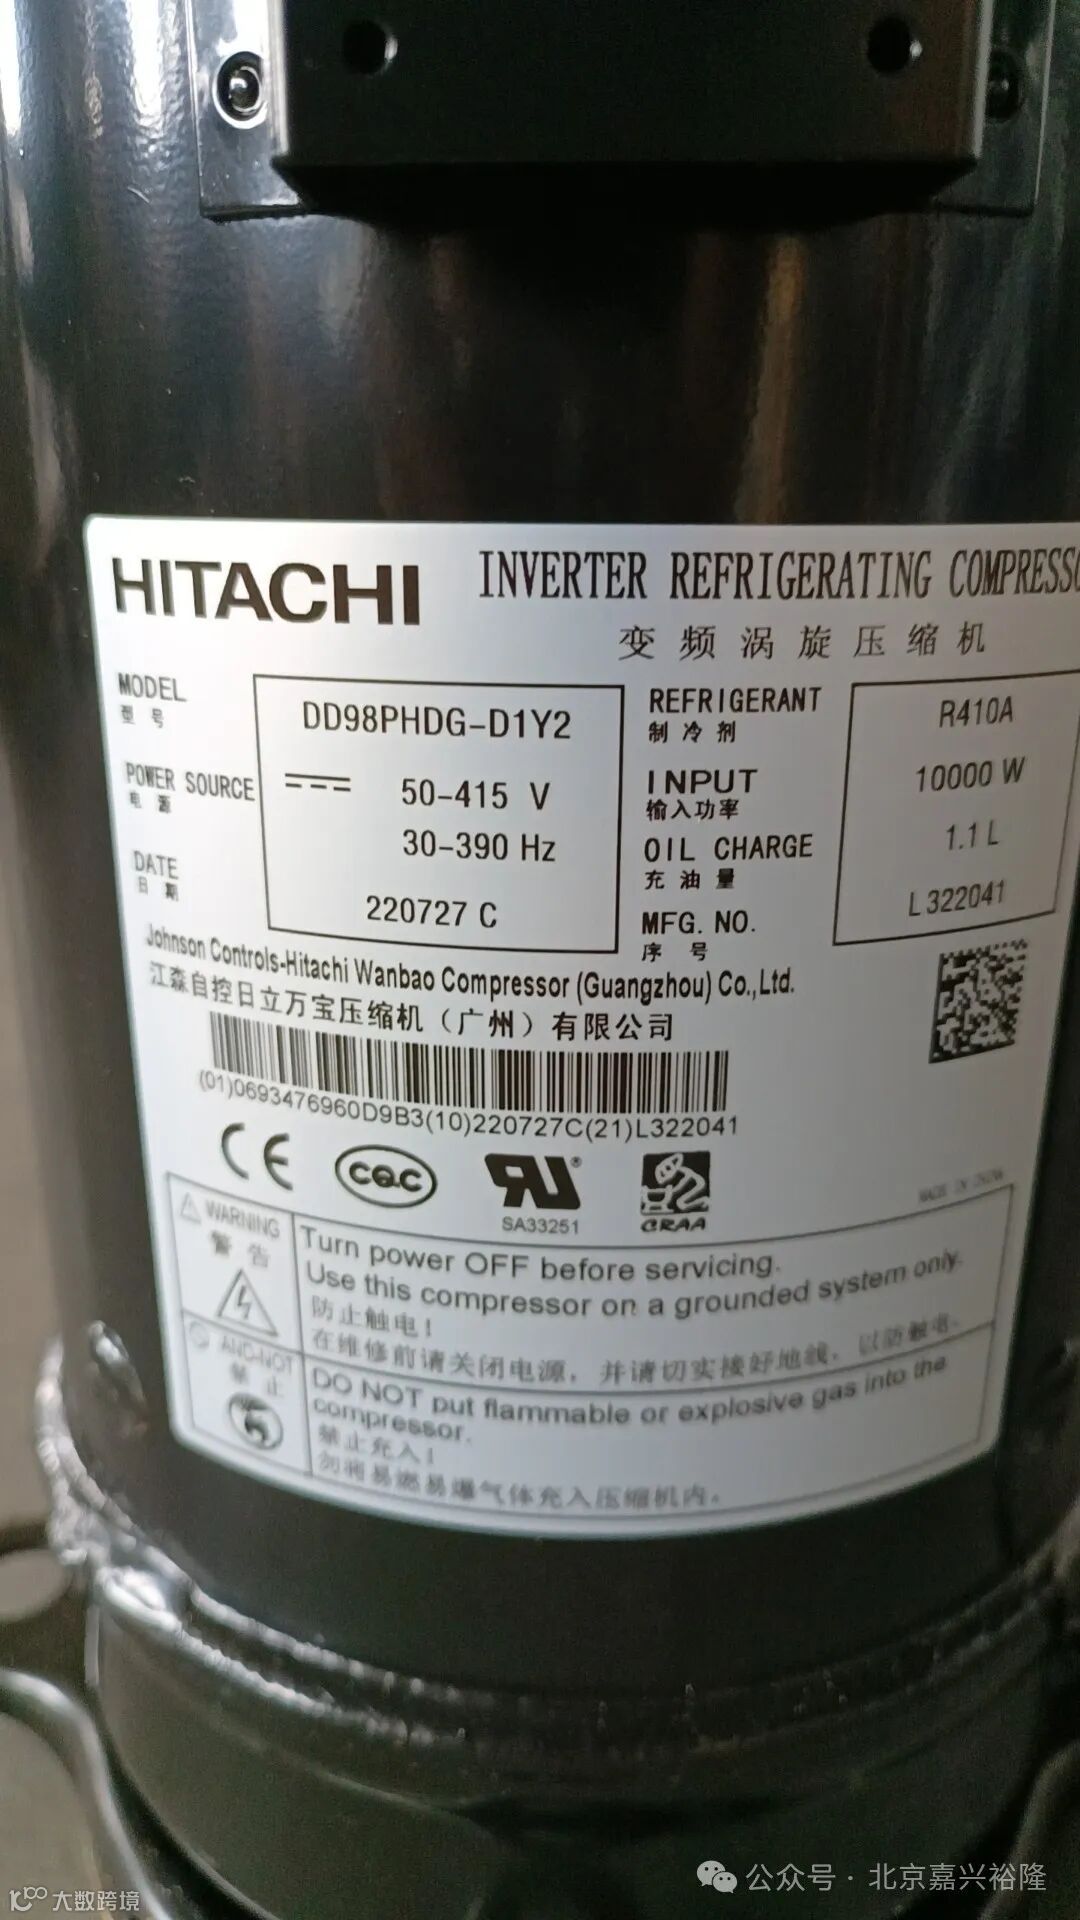 HITACHI
INVERTER REFRIGERATING COMPRESSO
变频涡旋压缩机
MODEL
型号
DD98PHDG-D1Y2
POWER SOURCE
电源
50-415 V
30-390 Hz
DATE
日期
220727 C
REFRIGERANT
制冷剂
R410A
INPUT
输入功率
10000 W
OIL CHARGE
充油量
1.1 L
MFG. NO.
序号
L322041
Johnson Controls-Hitachi Wanbao Compressor (Guangzhou) Co.,Ltd.
江森自控日立万宝压缩机（广州）有限公司
(01)0693476960D9B3(10)220727C(21)L322041
CE
CQC
RU®
SA33251
CRAA
MADE IN CHINA
WARNING
警告
Turn power OFF before servicing.
Use this compressor on a grounded system only.
防止触电！
在维修前请关闭电源，并请切实接好地线，以防触电。
禁止
DO NOT put flammable or explosive gas into the
compressor.
禁止充入！
勿将易燃易爆气体充入压缩机内。
公众号·北京嘉兴裕隆
大数跨境